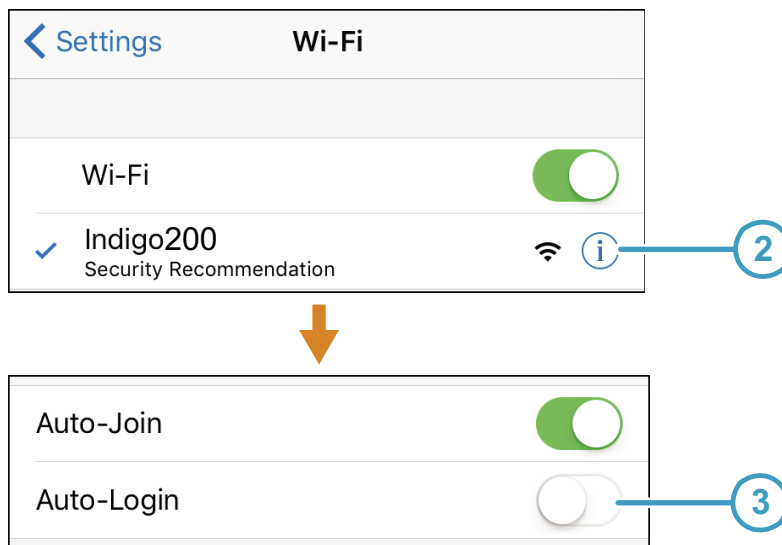 Settings Wi-Fi
Wi-Fi
Indigo200
Security Recommendation
2
Auto-Join
Auto-Login
3